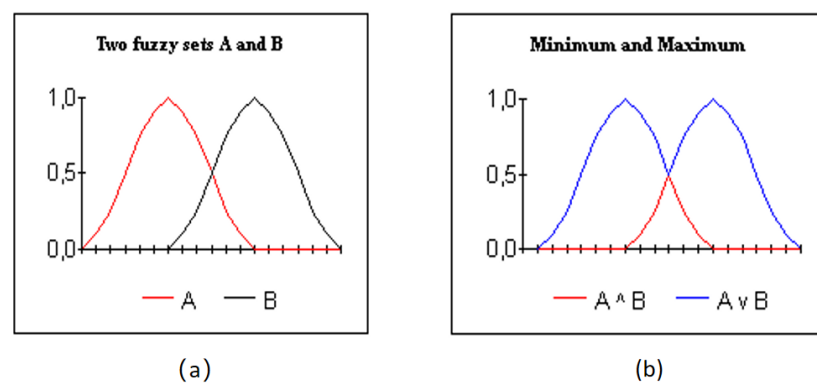 Two fuzzy sets A and B
1,0
0,5
0,0
A B
(a)
Minimum and Maximum
1,0
0,5
0,0
A ^ B A v B
(b)